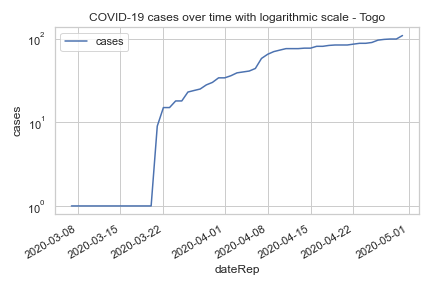 COVID-19 cases over time with logarithmic scale - Togo
cases
10²
10¹
10⁰
cases
2020-03-08
2020-03-15
2020-03-22
2020-04-01
2020-04-08
2020-04-15
2020-04-22
2020-05-01
dateRep